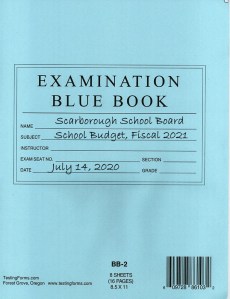 EXAMINATION
BLUE BOOK
NAME Scarborough School Board
SUBJECT School Budget, Fiscal 2021
INSTRUCTOR
EXAM SEAT NO. SECTION
DATE July 14, 2020 GRADE
BB-2
TestingForms.com
Forest Grove, Oregon www.testingforms.com
8 SHEETS
(16 PAGES)
8.5 X 11